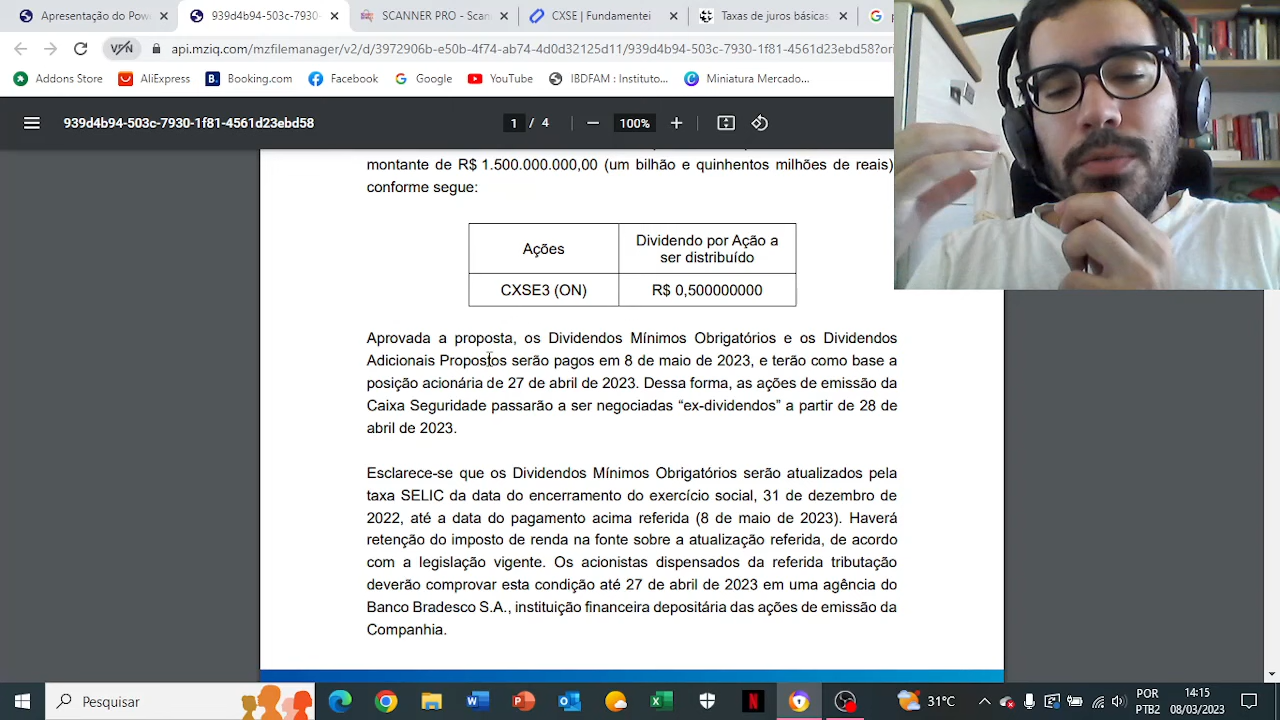 Apresentação do Pow
939d4b94-503c-7930-1f81
SCANNER PRO - Scan
CXSE | Fundamentei
Taxas de juros básicas
api.mziq.com/mzfilemanager/v2/d/3972906b-e50b-4f74-ab74-4d0d32125d11/939d4b94-503c-7930-1f81-4561d23ebd58?ori
Addons Store
AliExpress
Booking.com
Facebook
Google
YouTube
IBDFAM : Instituto...
Miniatura Mercado...
939d4b94-503c-7930-1f81-4561d23ebd58
1 / 4
100%
montante de R$ 1.500.000.000,00 (um bilhão e quinhentos milhões de reais)
conforme segue:
Ações
Dividendo por Ação a
ser distribuído
CXSE3 (ON)
R$ 0,500000000
Aprovada a proposta, os Dividendos Mínimos Obrigatórios e os Dividendos
Adicionais Propostos serão pagos em 8 de maio de 2023, e terão como base a
posição acionária de 27 de abril de 2023. Dessa forma, as ações de emissão da
Caixa Seguridade passarão a ser negociadas “ex-dividendos” a partir de 28 de
abril de 2023.
Esclarece-se que os Dividendos Mínimos Obrigatórios serão atualizados pela
taxa SELIC da data do encerramento do exercício social, 31 de dezembro de
2022, até a data do pagamento acima referida (8 de maio de 2023). Haverá
retenção do imposto de renda na fonte sobre a atualização referida, de acordo
com a legislação vigente. Os acionistas dispensados da referida tributação
deverão comprovar esta condição até 27 de abril de 2023 em uma agência do
Banco Bradesco S.A., instituição financeira depositária das ações de emissão da
Companhia.
Pesquisar
31°C
POR
PTB2
14:15
08/03/2023